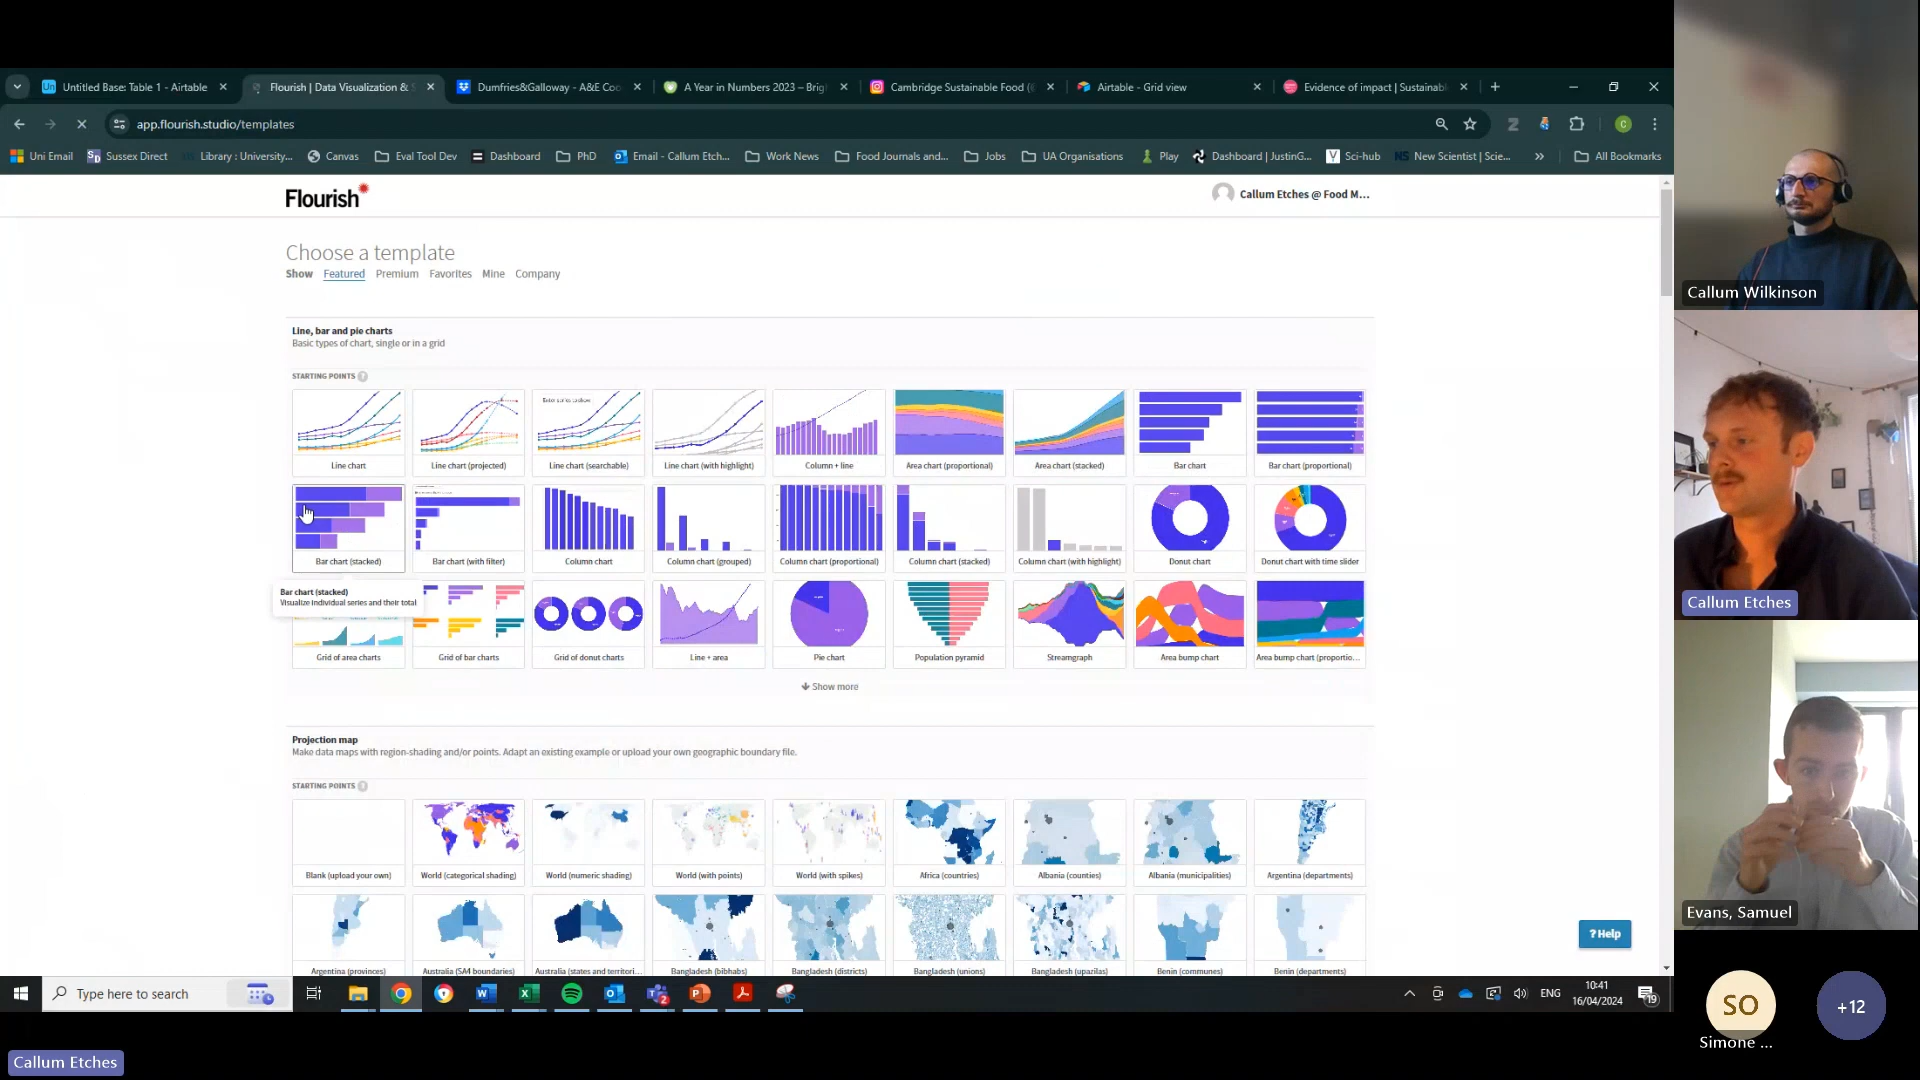 Untitled Base: Table 1 - Airtable
Flourish | Data Visualization &
Dumfries&Galloway - A&E Coo
A Year in Numbers 2023 – Brig
Cambridge Sustainable Food (
Airtable - Grid view
Evidence of impact | Sustainab
app.flourish.studio/templates
Uni Email
Sussex Direct
Library : University...
Canvas
Eval Tool Dev
Dashboard
PhD
Email - Callum Etch...
Work News
Food Journals and...
Jobs
UA Organisations
Play
Dashboard | JustinG...
Sci-hub
New Scientist | Scie...
All Bookmarks
Flourish
Callum Etches @ Food M...
Choose a template
Show Featured Premium Favorites Mine Company
Line, bar and pie charts
Basic types of chart, single or in a grid
STARTING POINTS ?
Line chart
Line chart (projected)
Line chart (searchable)
Line chart (with highlight)
Column + line
Area chart (proportional)
Area chart (stacked)
Bar chart
Bar chart (proportional)
Bar chart (stacked)
Bar chart (with filter)
Column chart
Column chart (grouped)
Column chart (proportional)
Column chart (stacked)
Column chart (with highlight)
Donut chart
Donut chart with time slider
Bar chart (stacked)
Visualize individual series and their total
Grid of area charts
Grid of bar charts
Grid of donut charts
Line + area
Pie chart
Population pyramid
Streamgraph
Area bump chart
Area bump chart (proportio...
Show more
Projection map
Make data maps with region-shading and/or points. Adapt an existing example or upload your own geographic boundary file.
STARTING POINTS ?
Blank (upload your own)
World (categorical shading)
World (numeric shading)
World (with points)
World (with spikes)
Africa (countries)
Albania (counties)
Albania (municipalities)
Argentina (departments)
Argentina (provinces)
Australia (SA4 boundaries)
Australia (states and territori...
Bangladesh (bibhabs)
Bangladesh (districts)
Bangladesh (unions)
Bangladesh (upazilas)
Benin (communes)
Benin (departments)
? Help
Type here to search
ENG
10:41
16/04/2024
19
Callum Wilkinson
Callum Etches
Evans, Samuel
SO
Simone ...
+12
Callum Etches